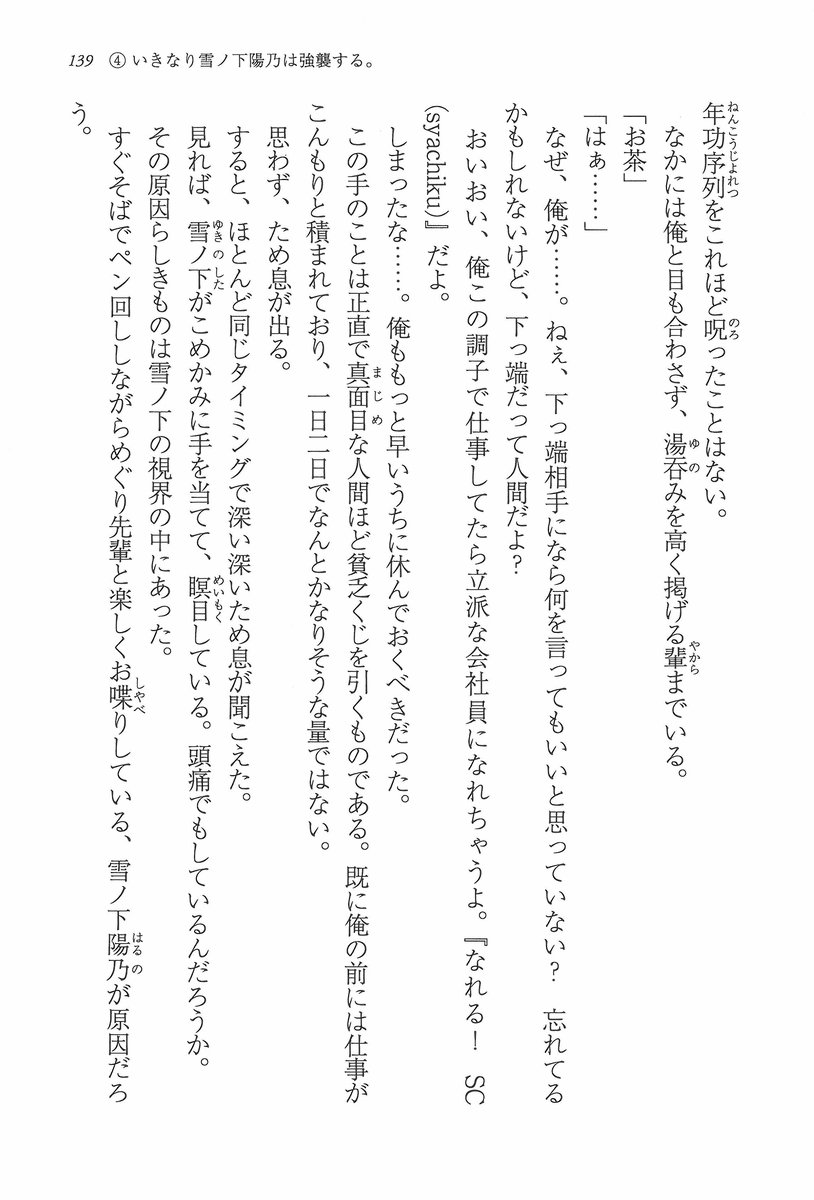 139 ④ いきなり雪ノ下陽乃は強襲する。
年功序列をこれほど呪ったことはない。
なかには俺と目も合わさず、湯呑みを高く掲げる輩までいる。
「お茶」
「はぁ……」
なぜ、俺が……。ねぇ、下っ端相手になら何を言ってもいいと思っていない？　忘れてる
かもしれないけど、下っ端だって人間だよ？
おいおい、俺この調子で仕事してたら立派な会社員になれちゃうよ。『なれる！　SC
(syachiku)』だよ。
しまったな……。俺ももっと早いうちに休んでおくべきだった。
この手のことは正直で真面目な人間ほど貧乏くじを引くものである。既に俺の前には仕事が
こんもりと積まれており、一日二日でなんとかなりそうな量ではない。
思わず、ため息が出る。
すると、ほとんど同じタイミングで深い深いため息が聞こえた。
見れば、雪ノ下がこめかみに手を当てて、瞑目している。頭痛でもしているんだろうか。
その原因らしきものは雪ノ下の視界の中にあった。
すぐそばでペン回ししながらめぐり先輩と楽しくお喋りしている、雪ノ下陽乃が原因だろ
う。